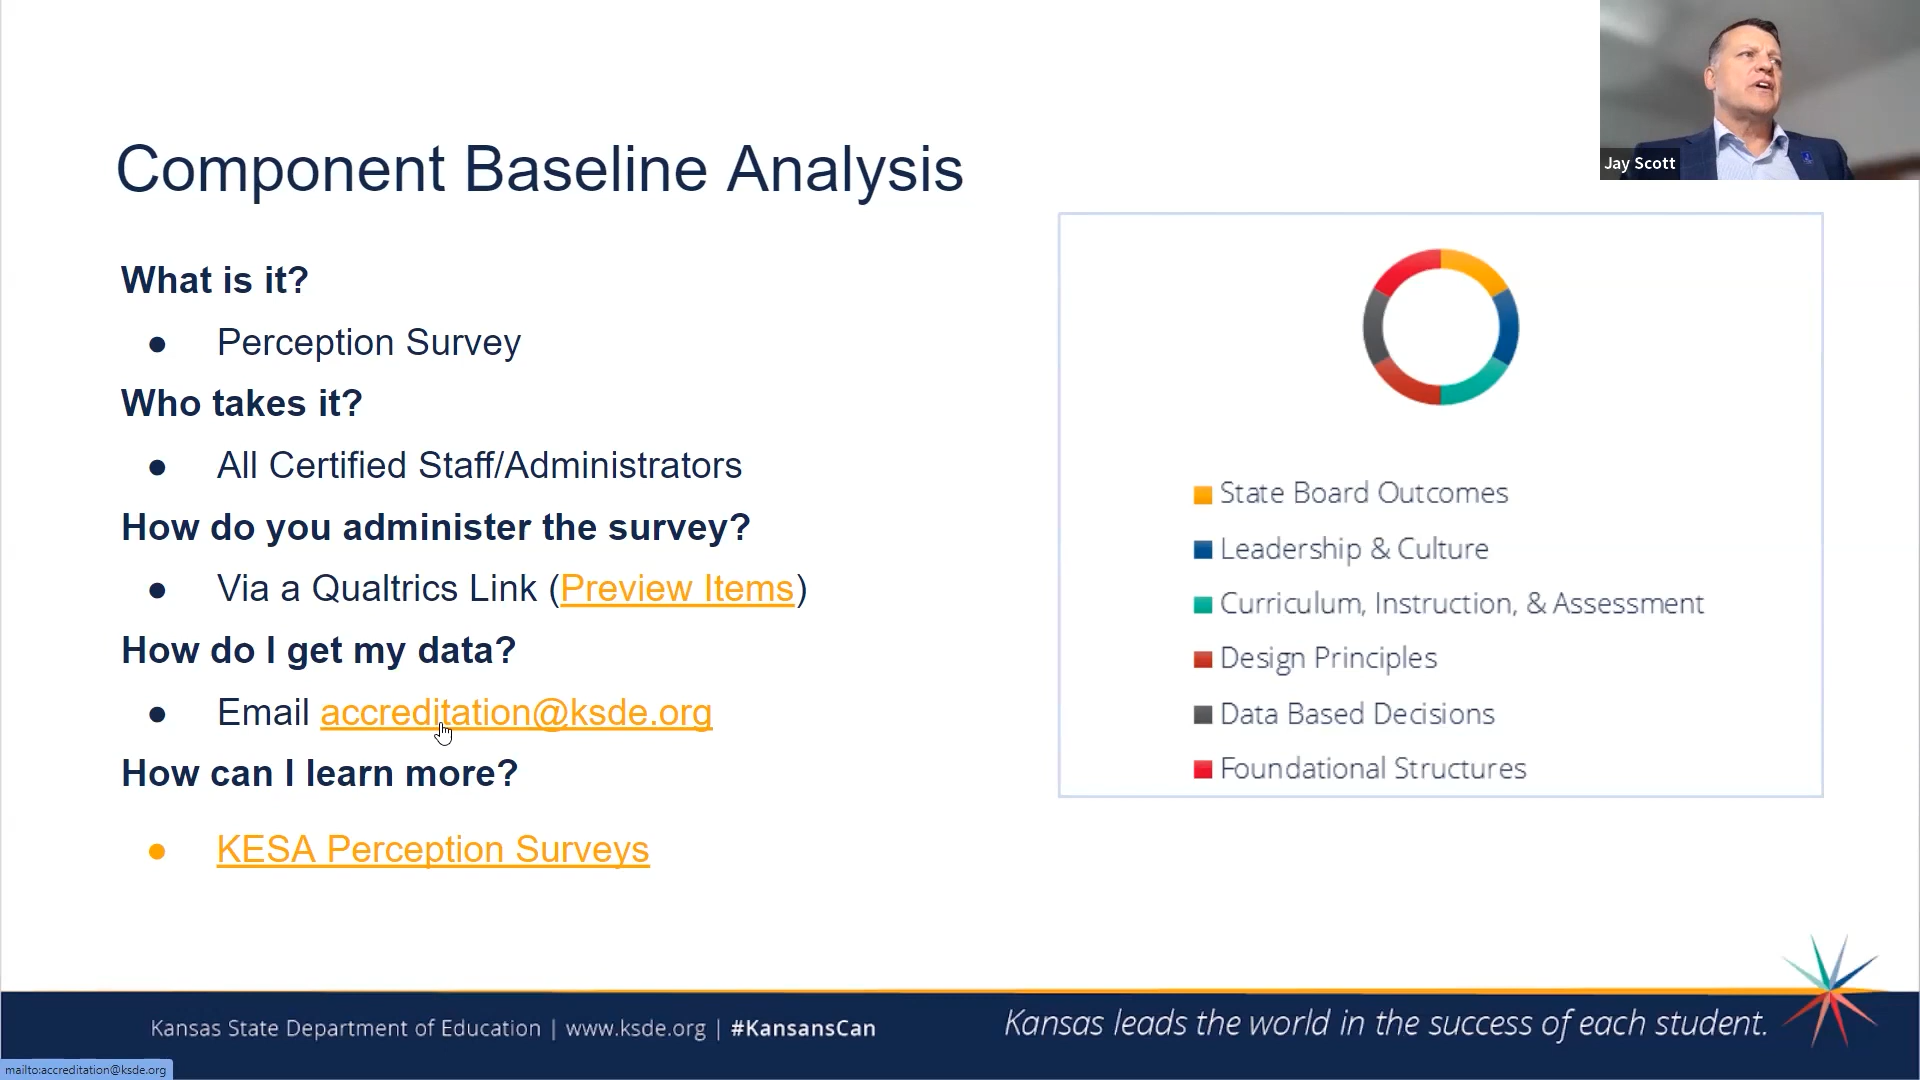 Jay Scott
Component Baseline Analysis
What is it?
● Perception Survey
Who takes it?
● All Certified Staff/Administrators
How do you administer the survey?
● Via a Qualtrics Link (Preview Items)
How do I get my data?
● Email accreditation@ksde.org
How can I learn more?
● KESA Perception Surveys
State Board Outcomes
Leadership & Culture
Curriculum, Instruction, & Assessment
Design Principles
Data Based Decisions
Foundational Structures
Kansas State Department of Education | www.ksde.org | #KansansCan
Kansas leads the world in the success of each student.
mailto:accreditation@ksde.org